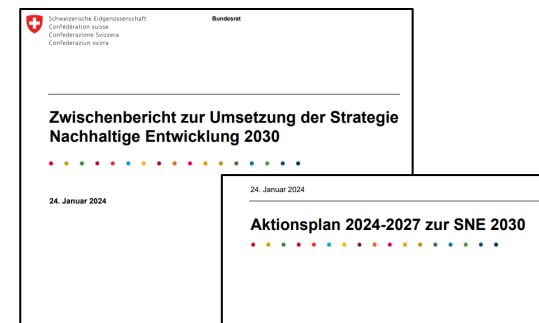 Schweizerische Eidgenossenschaft
Confédération suisse
Confederazione Svizzera
Confederaziun svizra
Bundesrat
Zwischenbericht zur Umsetzung der Strategie
Nachhaltige Entwicklung 2030
24. Januar 2024
24. Januar 2024
Aktionsplan 2024-2027 zur SNE 2030